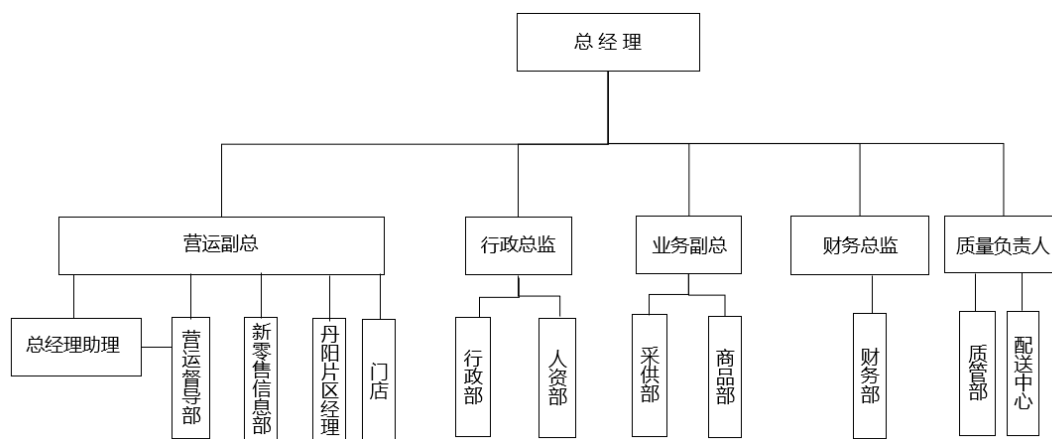 总 经 理
营运副总
行政总监
业务副总
财务总监
质量负责人
总经理助理
营运督导部
新零售信息部
丹阳片区经理
门店
行政部
人资部
采供部
商品部
财务部
质管部
配送中心